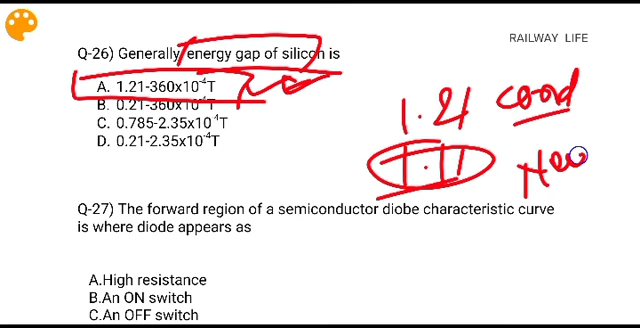 RAILWAY LIFE
Q-26) Generally energy gap of silicon is
A. 1.21-360x10⁻⁴T
B. 0.21-360x10⁻⁴T
C. 0.785-2.35x10⁻⁴T
D. 0.21-2.35x10⁻⁴T
1.21
1.11
Q-27) The forward region of a semiconductor diobe characteristic curve
is where diode appears as
A.High resistance
B.An ON switch
C.An OFF switch